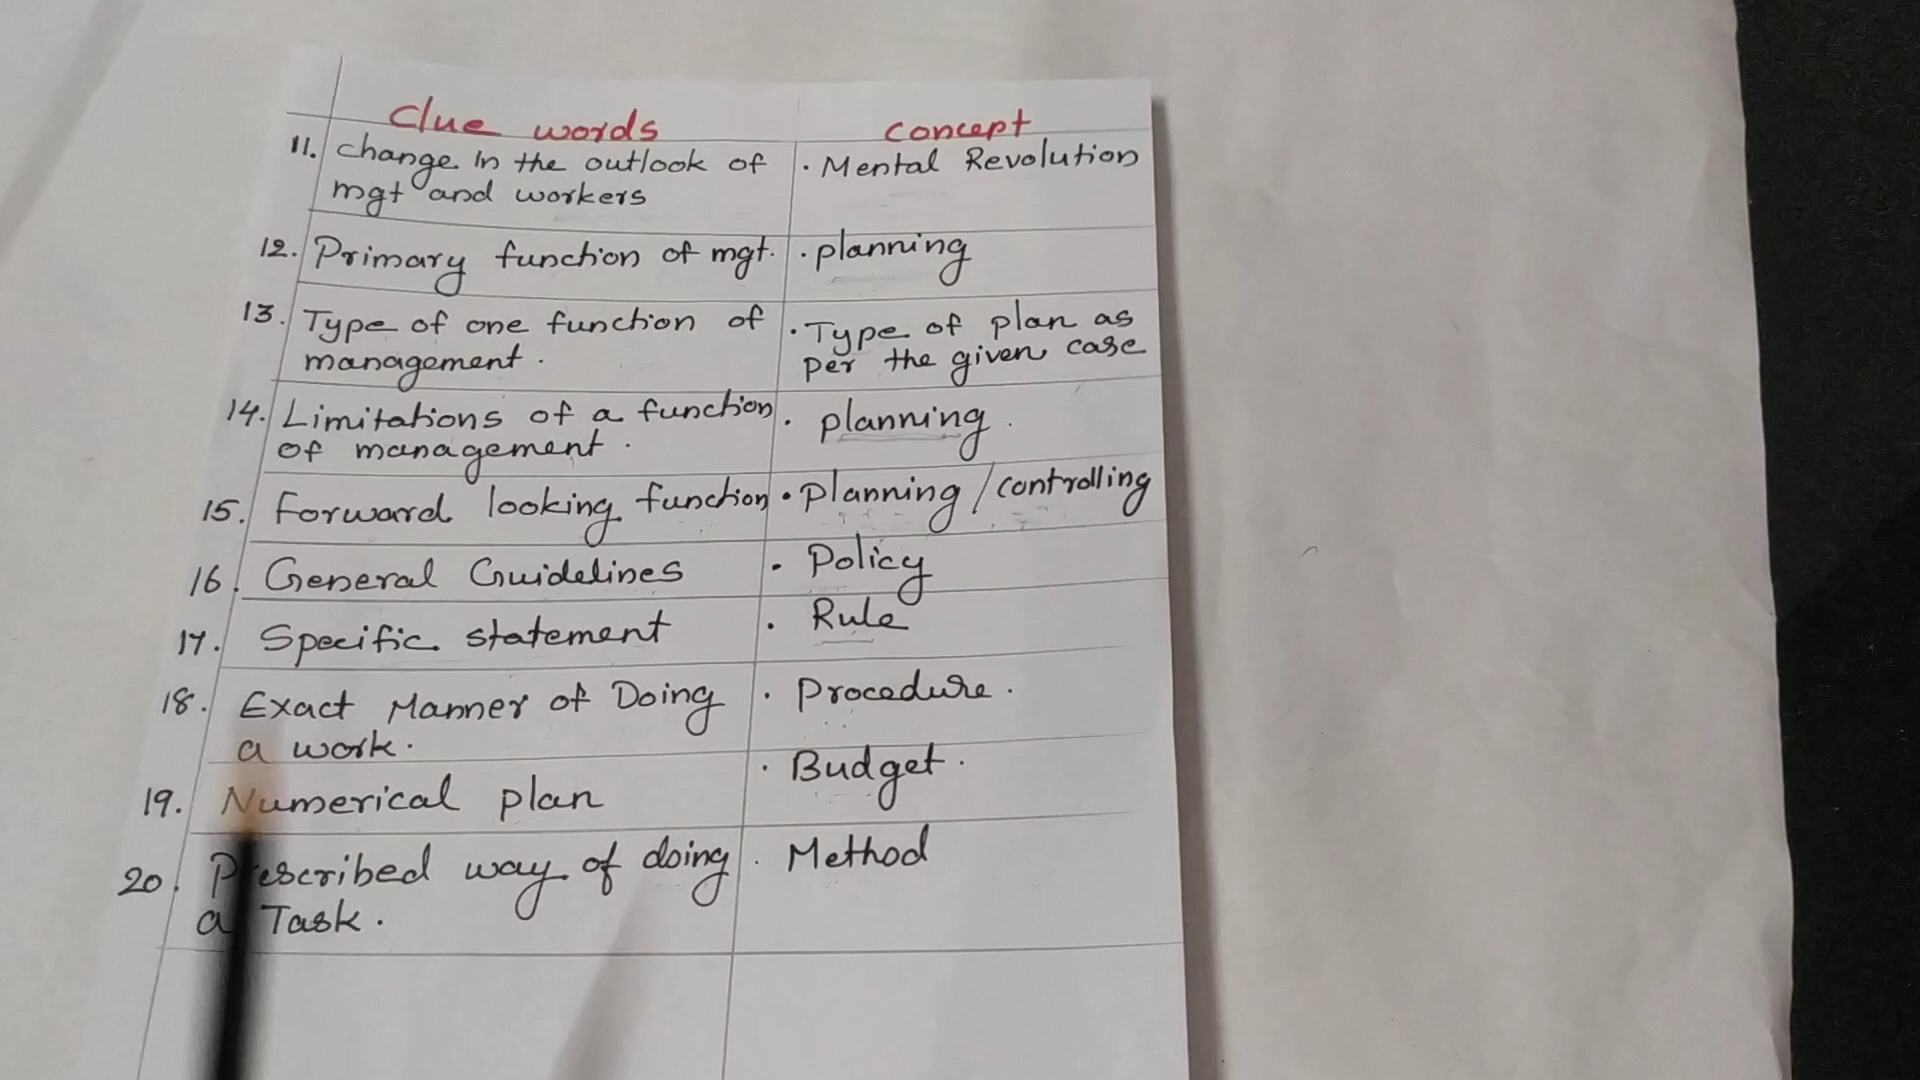 Clue words concept
11. change in the outlook of · Mental Revolution
mgt and workers
12. Primary function of mgt. · planning
13. Type of one function of · Type of plan as
management . per the given case
14. Limitations of a function · planning .
of management .
15. Forward looking function · Planning / controlling
16. General Guidelines · Policy
17. Specific statement · Rule
18. Exact Manner of Doing · Procedure .
a work .
19. Numerical plan · Budget .
20. Prescribed way of doing · Method
a Task .